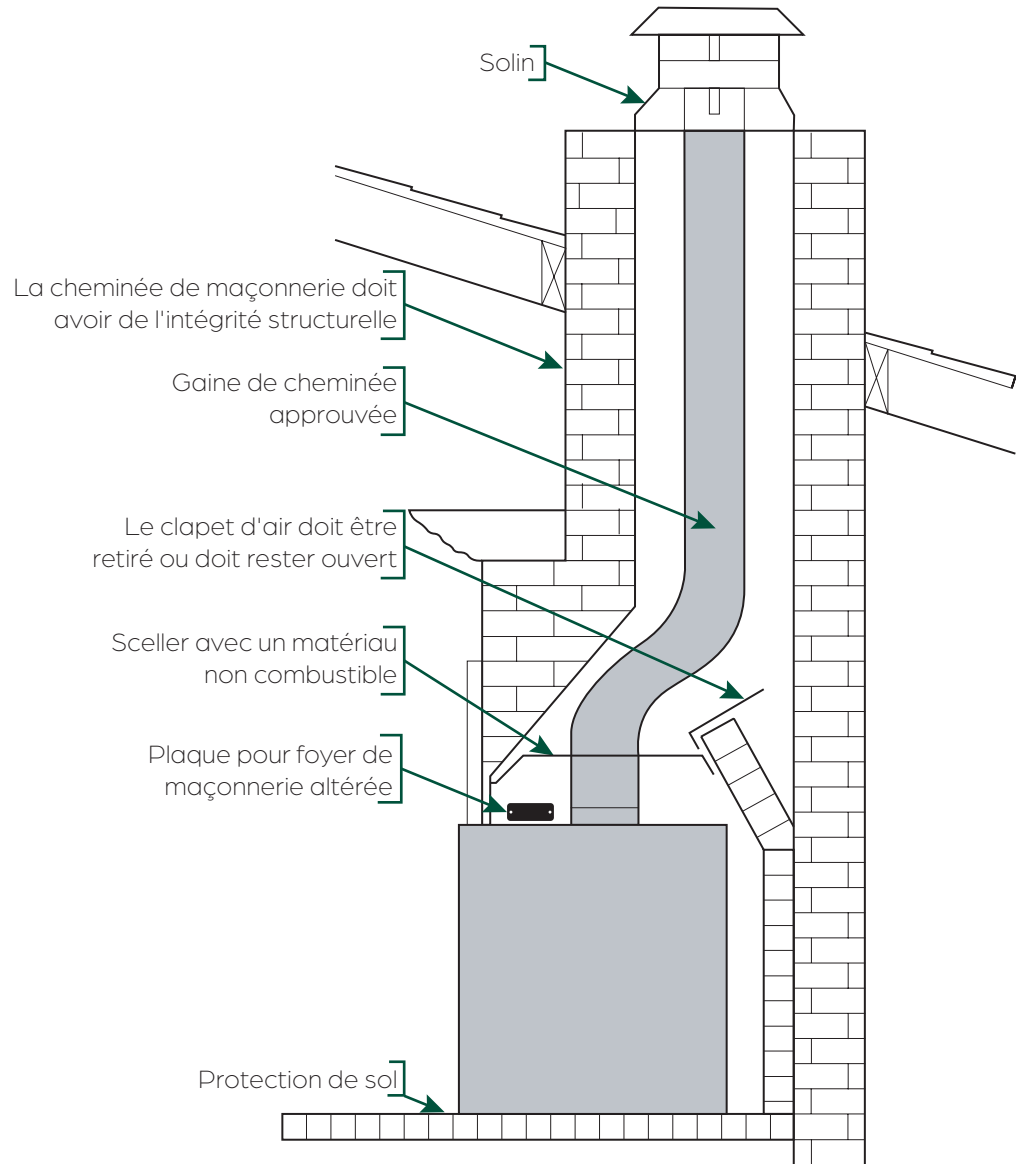 Solin
La cheminée de maçonnerie doit
avoir de l'intégrité structurelle
Gaine de cheminée
approuvée
Le clapet d'air doit être
retiré ou doit rester ouvert
Sceller avec un matériau
non combustible
Plaque pour foyer de
maçonnerie altérée
Protection de sol